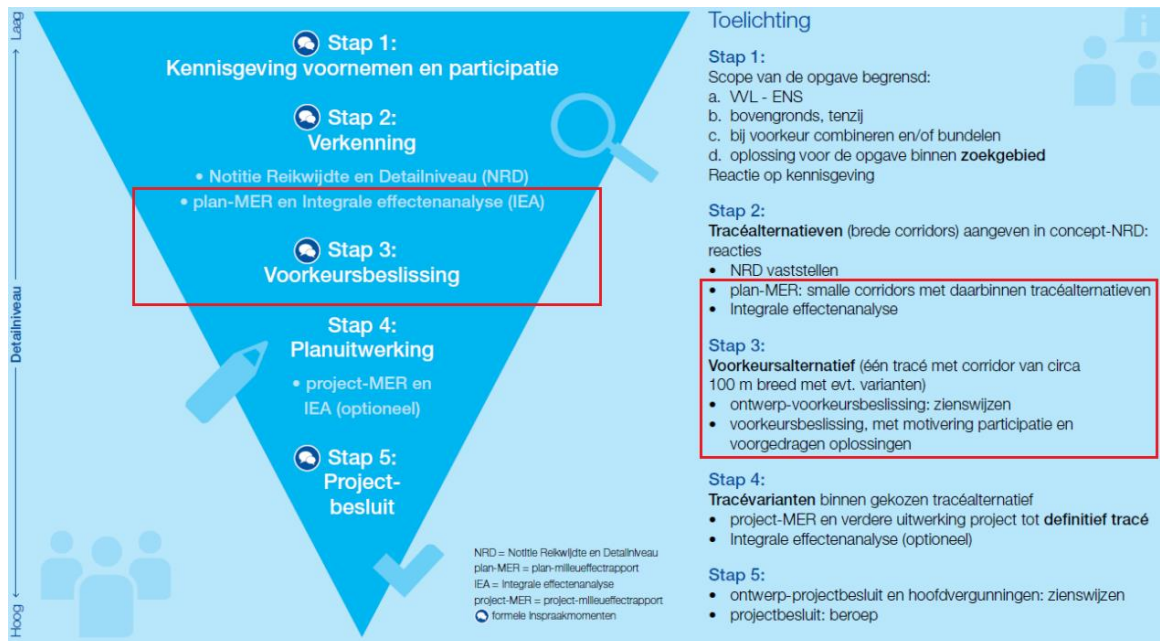 Laag
Detailniveau
Hoog
Stap 1:
Kennisgeving voornemen en participatie
Stap 2:
Verkenning
• Notitie Reikwijdte en Detailniveau (NRD)
• plan-MER en Integrale effectenanalyse (IEA)
Stap 3:
Voorkeursbeslissing
Stap 4:
Planuitwerking
• project-MER en
IEA (optioneel)
Stap 5:
Project-
besluit
NRD = Notitie Reikwijdte en Detailniveau
plan-MER = plan-milieueffectrapport
IEA = Integrale effectenanalyse
project-MER = project-milieueffectrapport
formele inspraakmomenten
Toelichting
Stap 1:
Scope van de opgave begrensd:
a. VVL - ENS
b. bovengronds, tenzij
c. bij voorkeur combineren en/of bundelen
d. oplossing voor de opgave binnen zoekgebied
Reactie op kennisgeving
Stap 2:
Tracéalternatieven (brede corridors) aangeven in concept-NRD:
reacties
• NRD vaststellen
• plan-MER: smalle corridors met daarbinnen tracéalternatieven
• Integrale effectenanalyse
Stap 3:
Voorkeursalternatief (één tracé met corridor van circa
100 m breed met evt. varianten)
• ontwerp-voorkeursbeslissing: zienswijzen
• voorkeursbeslissing, met motivering participatie en
voorgedragen oplossingen
Stap 4:
Tracévarianten binnen gekozen tracéalternatief
• project-MER en verdere uitwerking project tot definitief tracé
• Integrale effectenanalyse (optioneel)
Stap 5:
• ontwerp-projectbesluit en hoofdvergunningen: zienswijzen
• projectbesluit: beroep